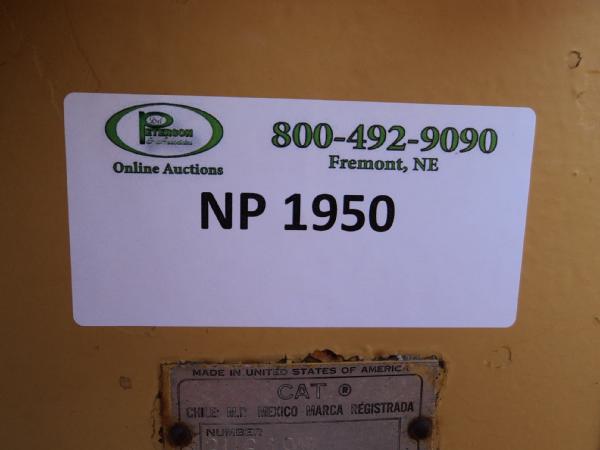 PETERSON
Online Auctions
800-492-9090
Fremont, NE
NP 1950
MADE IN UNITED STATES OF AMERICA
CAT ®
CHILE: M.R. MEXICO MARCA REGISTRADA
NUMBER